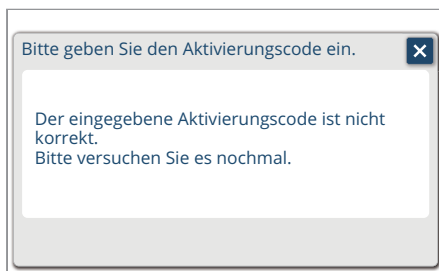 Bitte geben Sie den Aktivierungscode ein.
Der eingegebene Aktivierungscode ist nicht
korrekt.
Bitte versuchen Sie es nochmal.